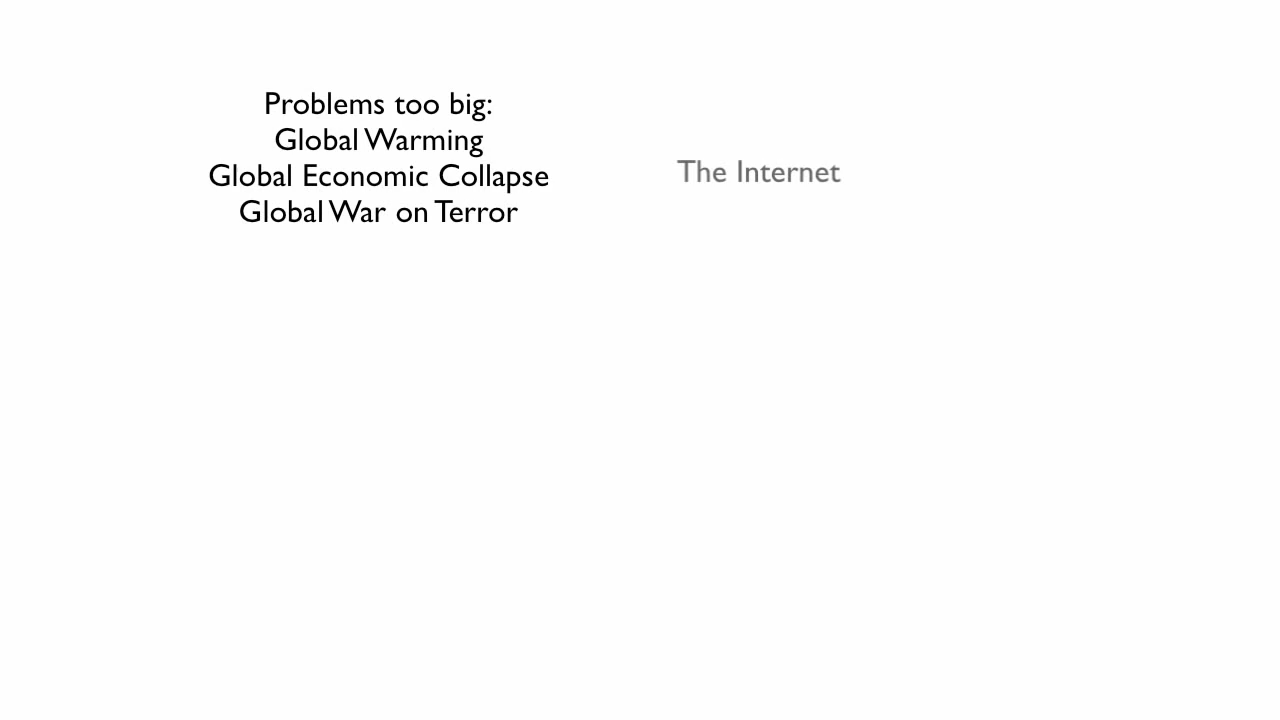 Problems too big:
Global Warming
Global Economic Collapse
Global War on Terror
The Internet